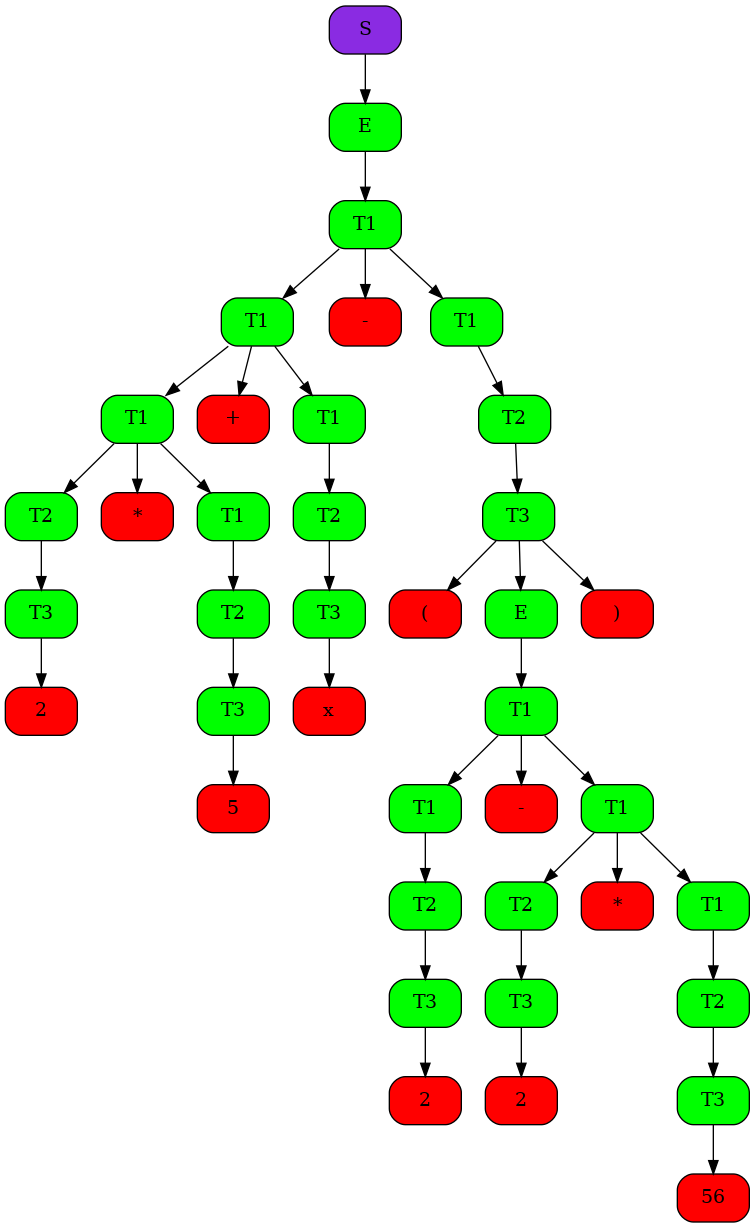 S
E
T1
T1 - T1
T1 + T1 T2
T2 * T1 T2 T3
T3 T2 T3 ( E )
2 T3 x T1
5 T1 - T1
T2 T2 * T1
T3 T3 T2
2 2 T3
56